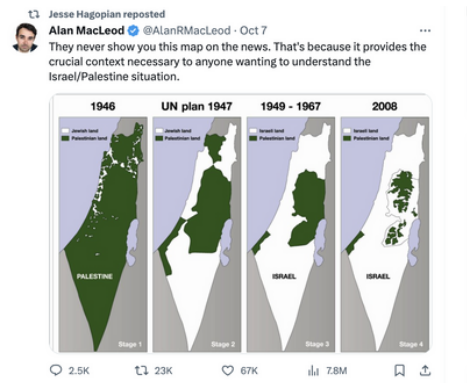 Jesse Hagopian reposted
Alan MacLeod @AlanRMacLeod · Oct 7
They never show you this map on the news. That's because it provides the
crucial context necessary to anyone wanting to understand the
Israel/Palestine situation.
1946 UN plan 1947 1949 - 1967 2008
Jewish land Jewish land Israeli land Israeli land
Palestinian land Palestinian land Palestinian land Palestinian land
PALESTINE ISRAEL ISRAEL
Stage 1 Stage 2 Stage 3 Stage 4
2.5K 23K 67K 7.8M